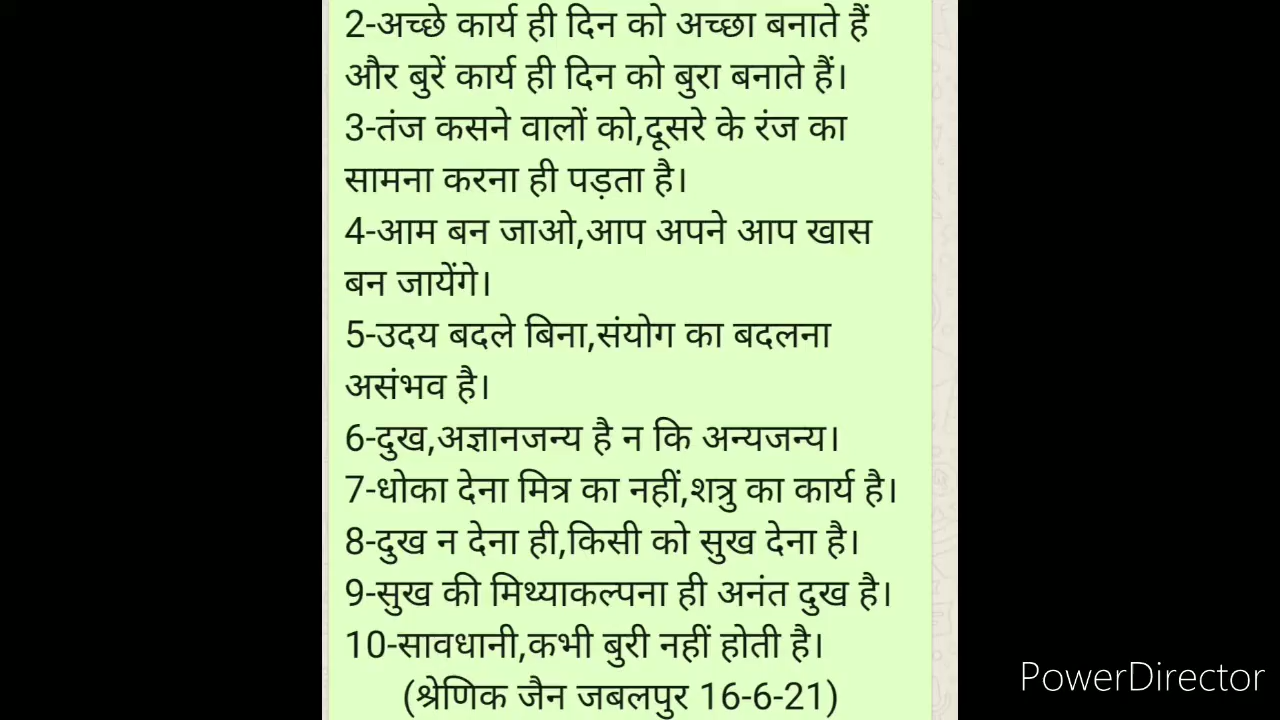 2-अच्छे कार्य ही दिन को अच्छा बनाते हैं
और बुरें कार्य ही दिन को बुरा बनाते हैं।
3-तंज कसने वालों को,दूसरे के रंज का
सामना करना ही पड़ता है।
4-आम बन जाओ,आप अपने आप खास
बन जायेंगे।
5-उदय बदले बिना,संयोग का बदलना
असंभव है।
6-दुख,अज्ञानजन्य है न कि अन्यजन्य।
7-धोका देना मित्र का नहीं,शत्रु का कार्य है।
8-दुख न देना ही,किसी को सुख देना है।
9-सुख की मिथ्याकल्पना ही अनंत दुख है।
10-सावधानी,कभी बुरी नहीं होती है।
(श्रेणिक जैन जबलपुर 16-6-21)
PowerDirector